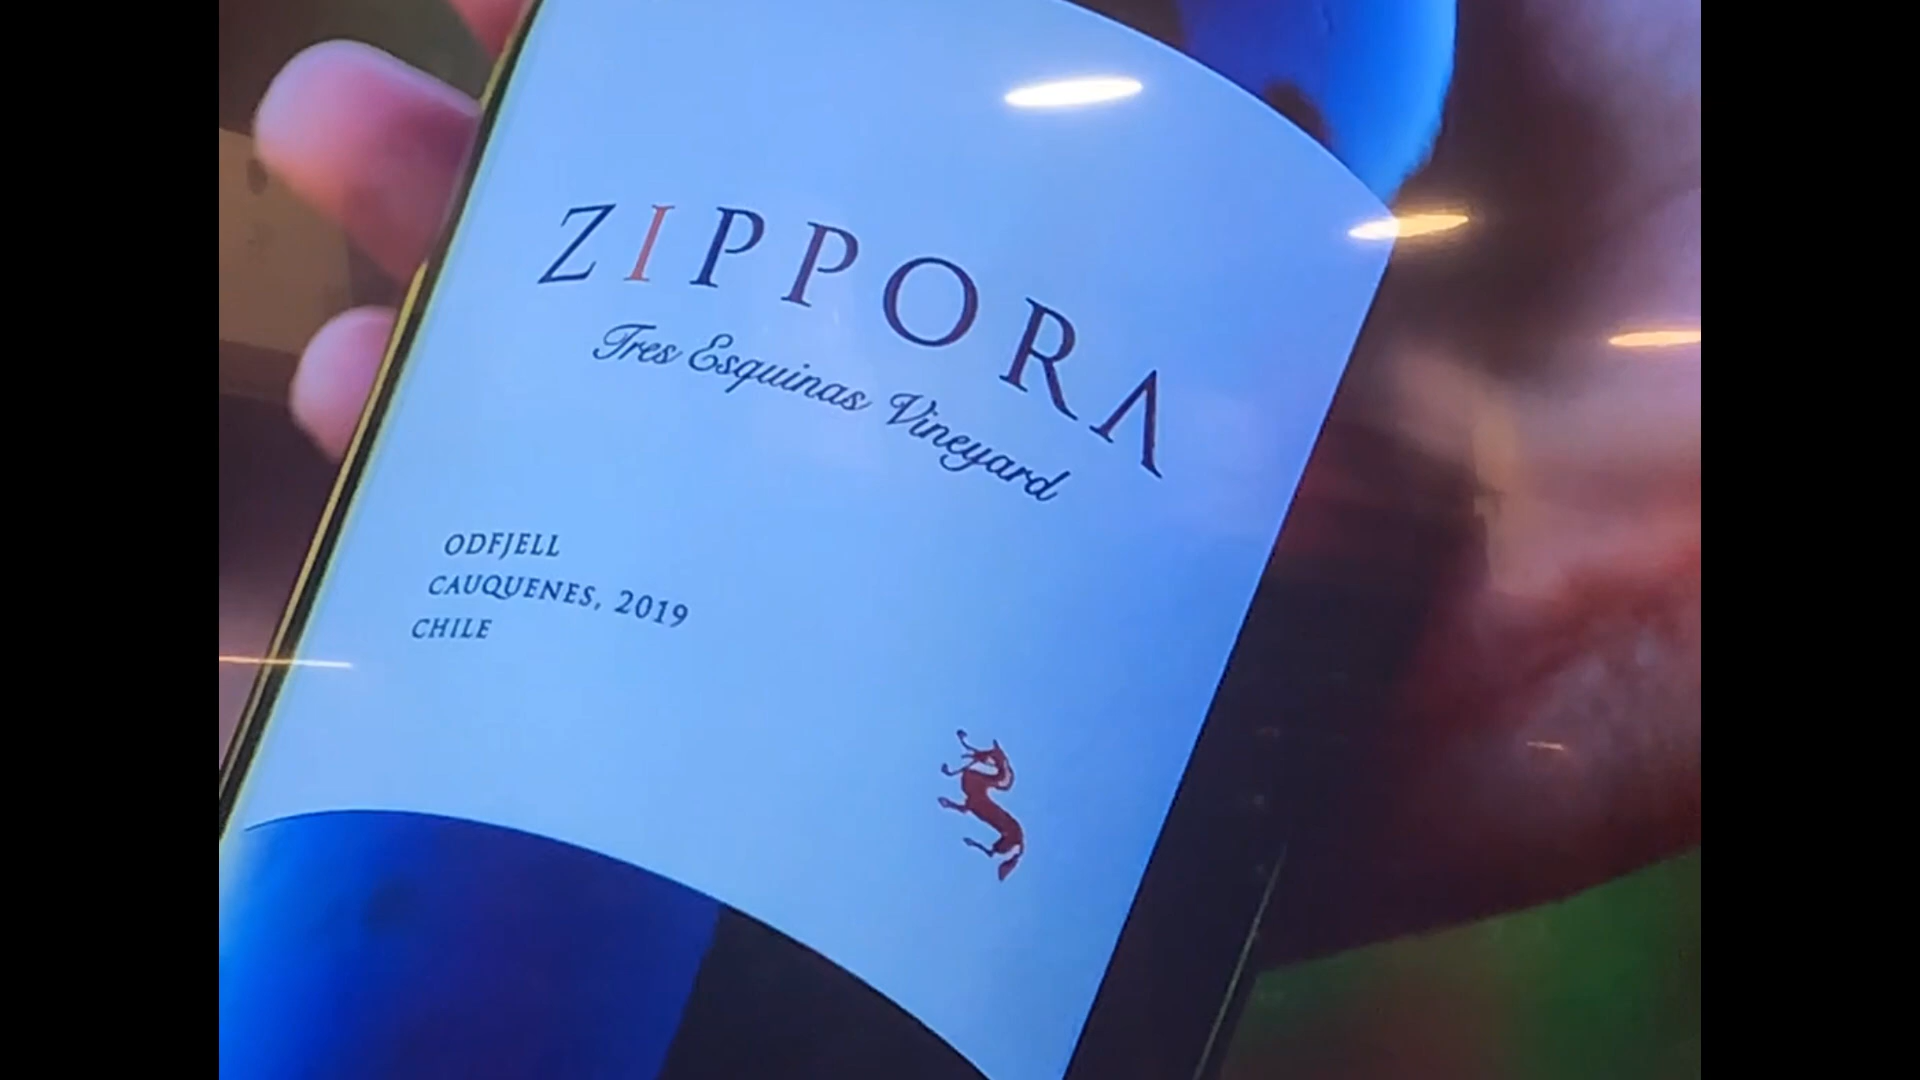 ZIPPORA
Tres Esquinas Vineyard
ODFJELL
CAUQUENES, 2019
CHILE